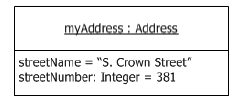 myAddress : Address
streetName = “S. Crown Street”
streetNumber: Integer = 381